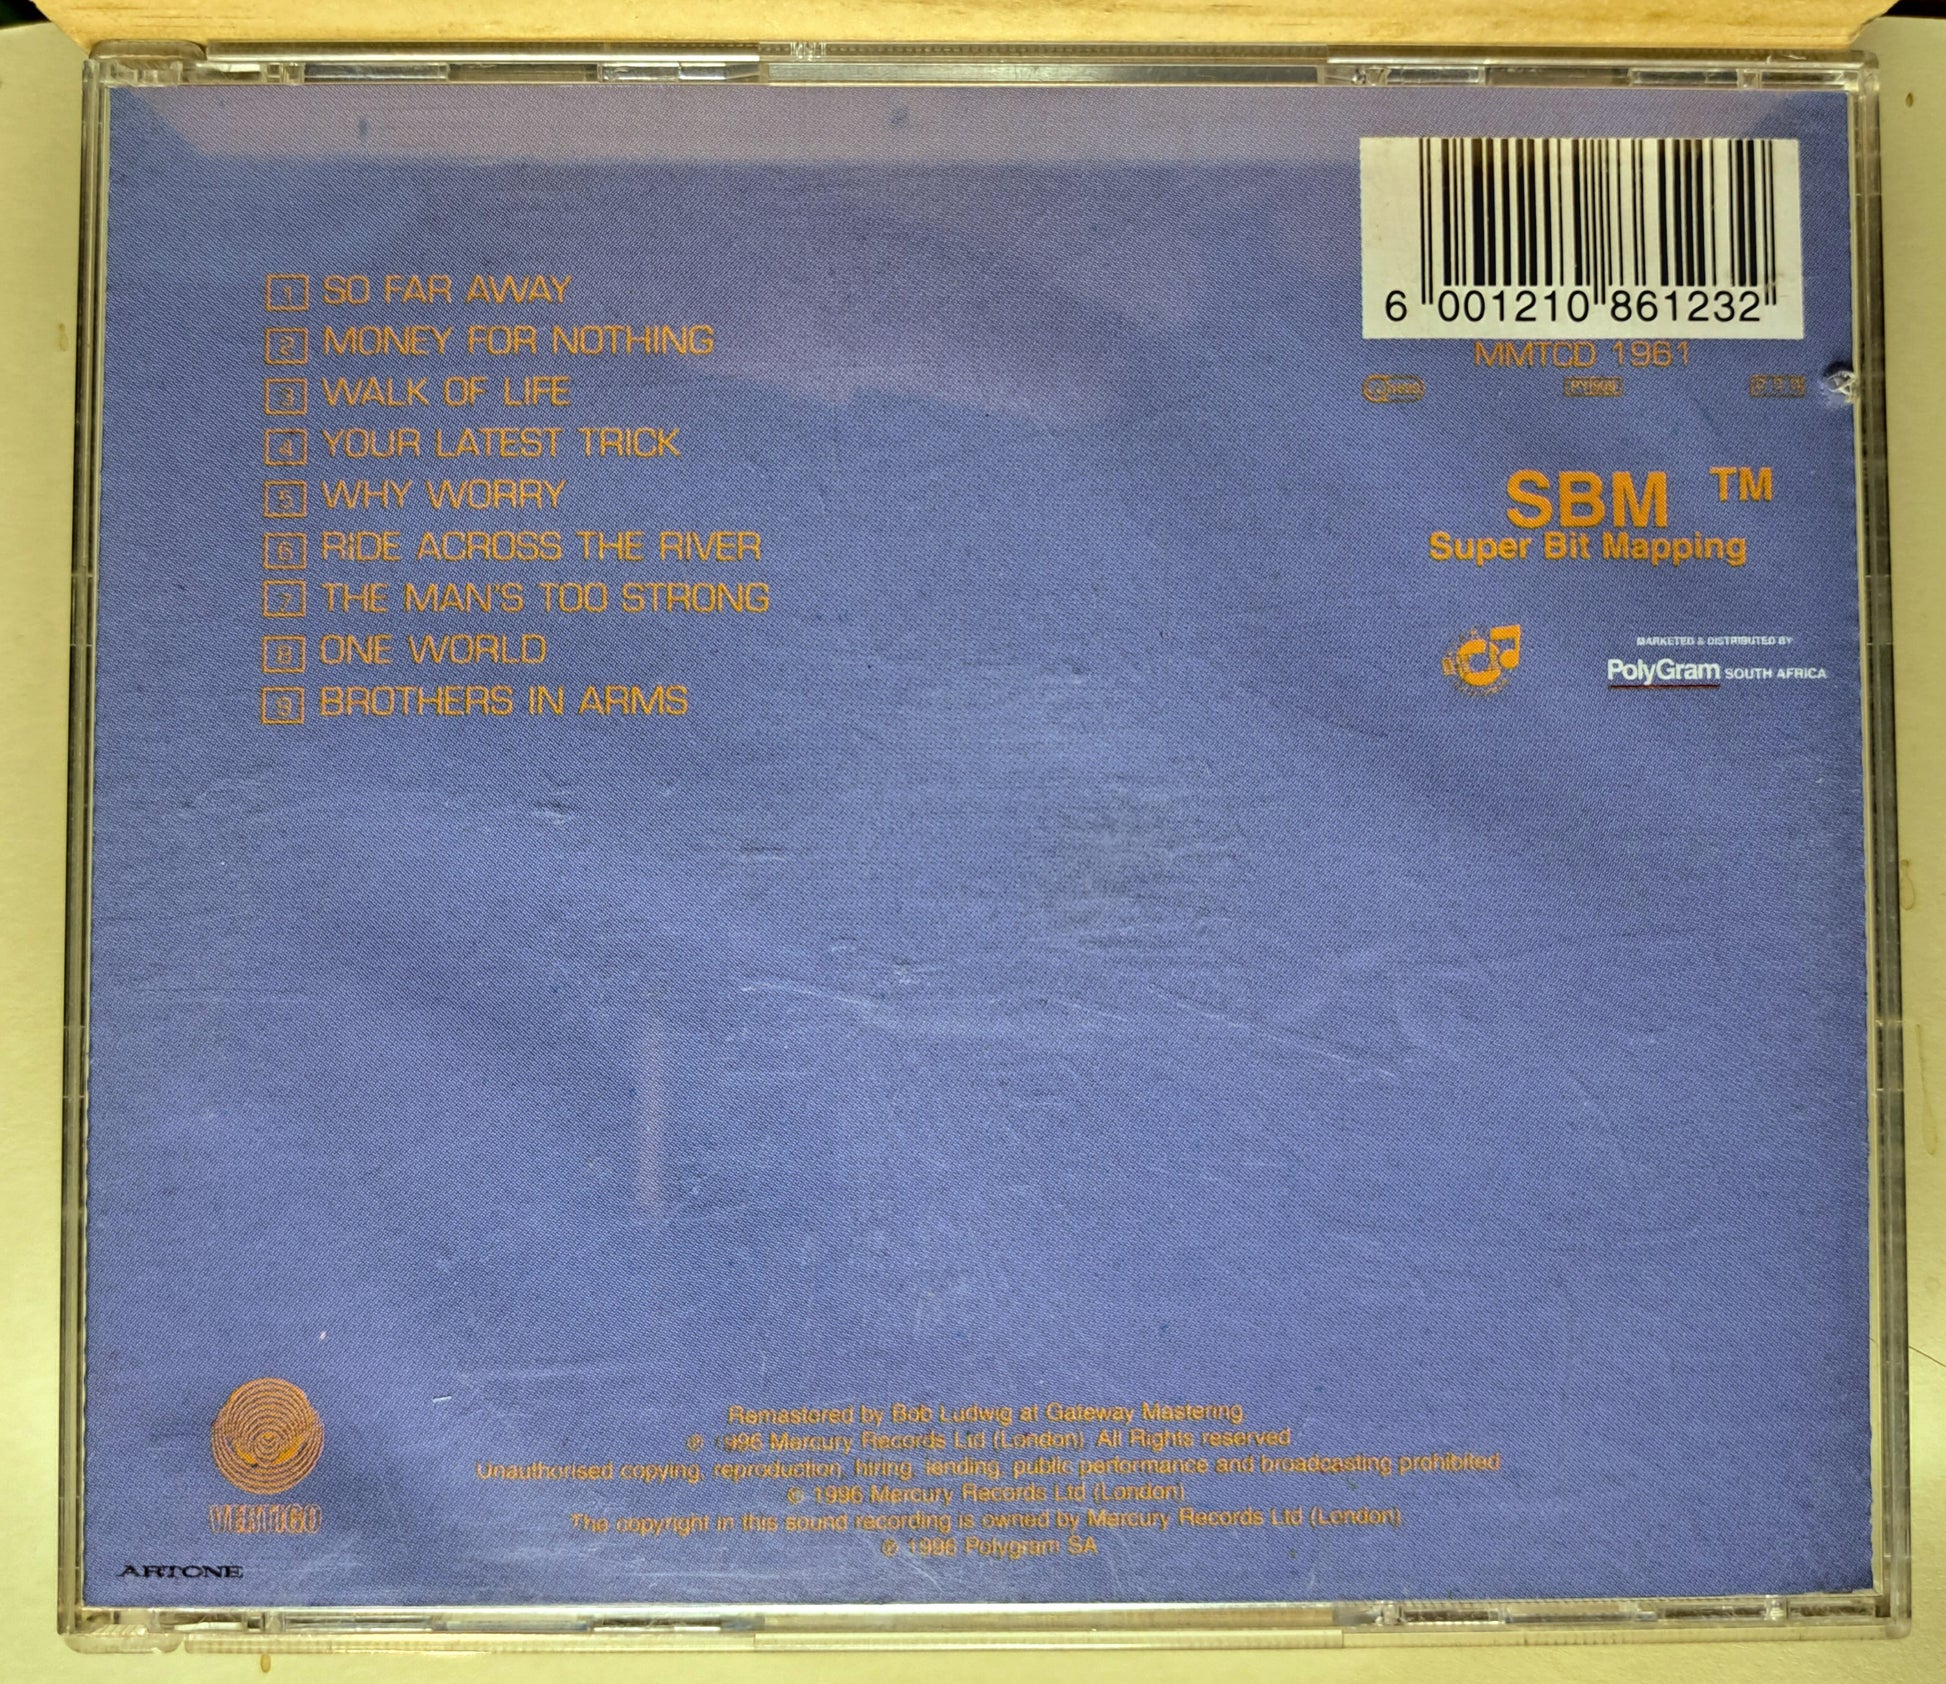 1 SO FAR AWAY
2 MONEY FOR NOTHING
3 WALK OF LIFE
4 YOUR LATEST TRICK
5 WHY WORRY
6 RIDE ACROSS THE RIVER
7 THE MAN'S TOO STRONG
8 ONE WORLD
9 BROTHERS IN ARMS
6 001210 861232
MMTCD 1961
SBM TM
Super Bit Mapping
MARKETED & DISTRIBUTED BY
PolyGram SOUTH AFRICA
Remastered by Bob Ludwig at Gateway Mastering
℗ 1996 Mercury Records Ltd (London) All Rights reserved
Unauthorised copying, reproduction, hiring, lending, public performance and broadcasting prohibited
© 1996 Mercury Records Ltd (London)
The copyright in this sound recording is owned by Mercury Records Ltd (London)
℗ 1996 Polygram SA
VERTIGO
ARTONE